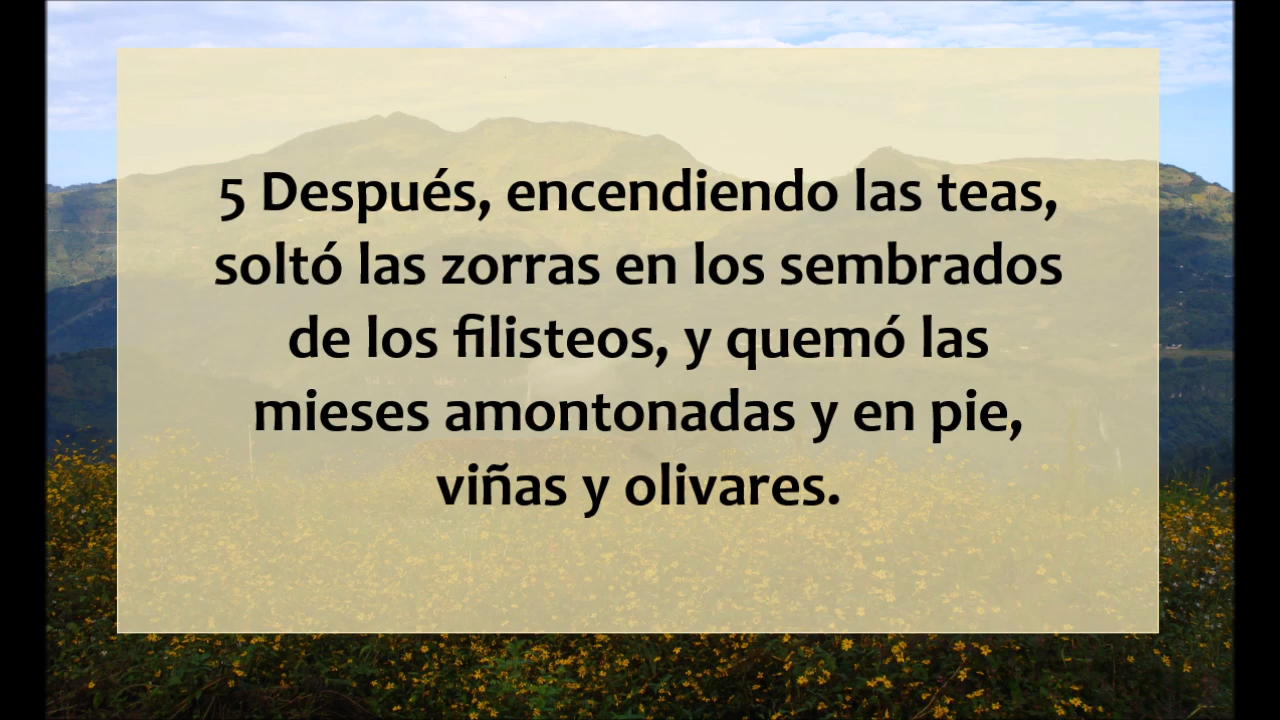 5 Después, encendiendo las teas,
soltó las zorras en los sembrados
de los filisteos, y quemó las
mieses amontonadas y en pie,
viñas y olivares.